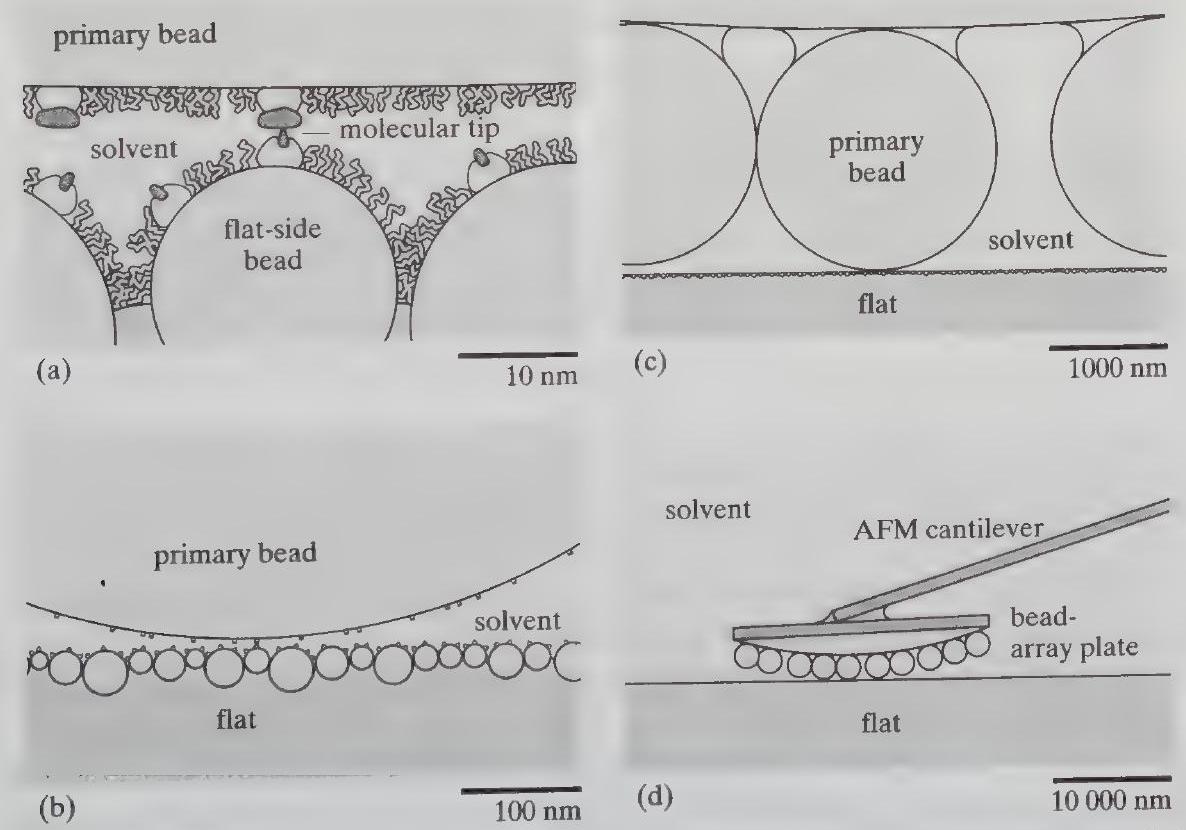 primary bead
molecular tip
solvent
flat-side
bead
(a)
10 nm
primary bead
solvent
flat
(b)
100 nm
primary
bead
solvent
flat
(c)
1000 nm
solvent
AFM cantilever
bead-
array plate
flat
(d)
10 000 nm